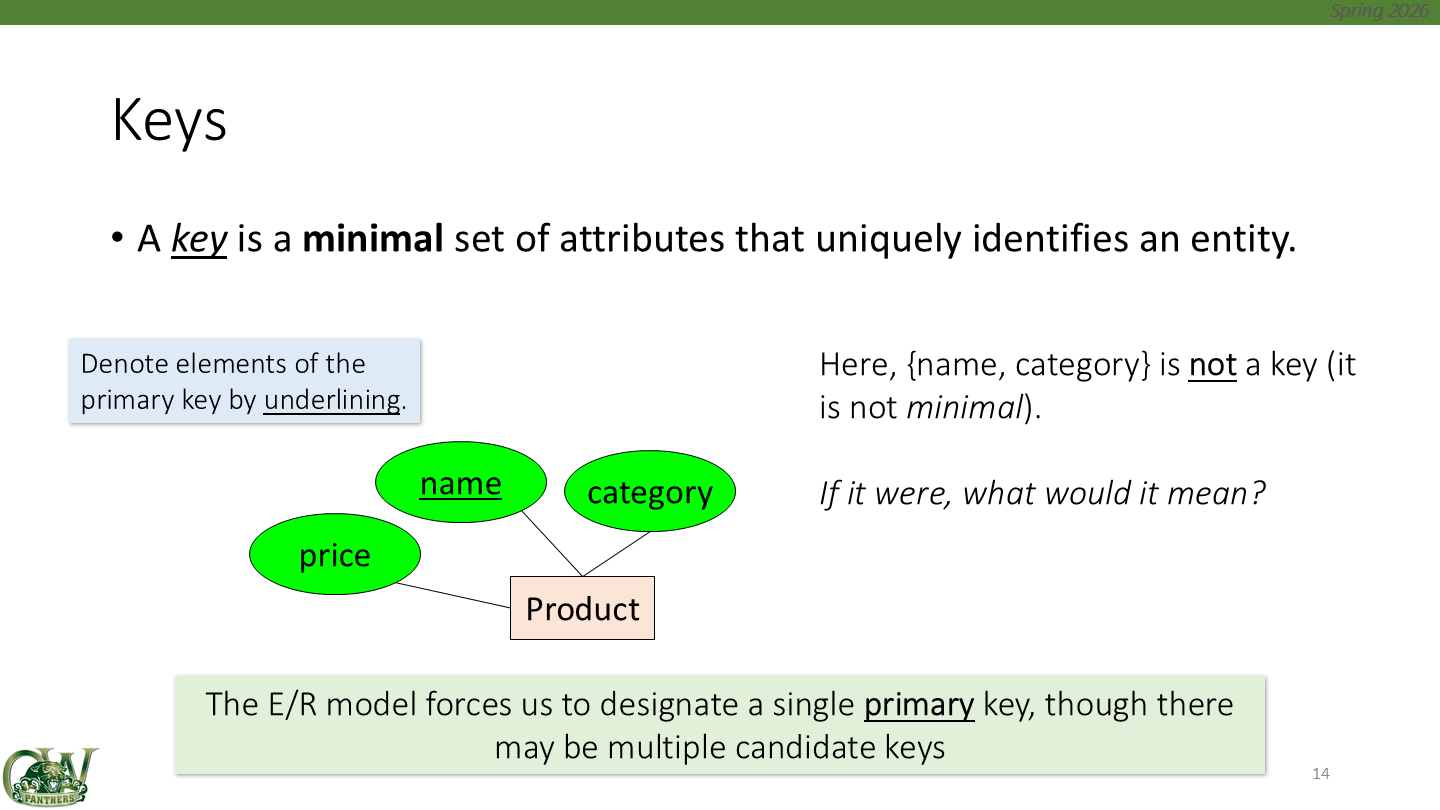 Spring 2026
Keys
• A key is a minimal set of attributes that uniquely identifies an entity.
Denote elements of the
primary key by underlining.
Here, {name, category} is not a key (it
is not minimal).
If it were, what would it mean?
name
category
price
Product
The E/R model forces us to designate a single primary key, though there
may be multiple candidate keys
CW
PANTHERS
14